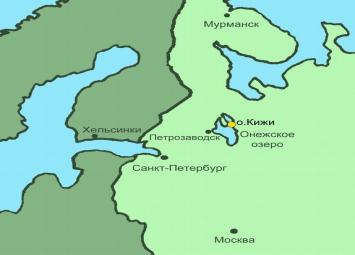 Мурманск
о.Кижи
Хельсинки
Петрозаводск
Онежское
озеро
Санкт-Петербург
Москва